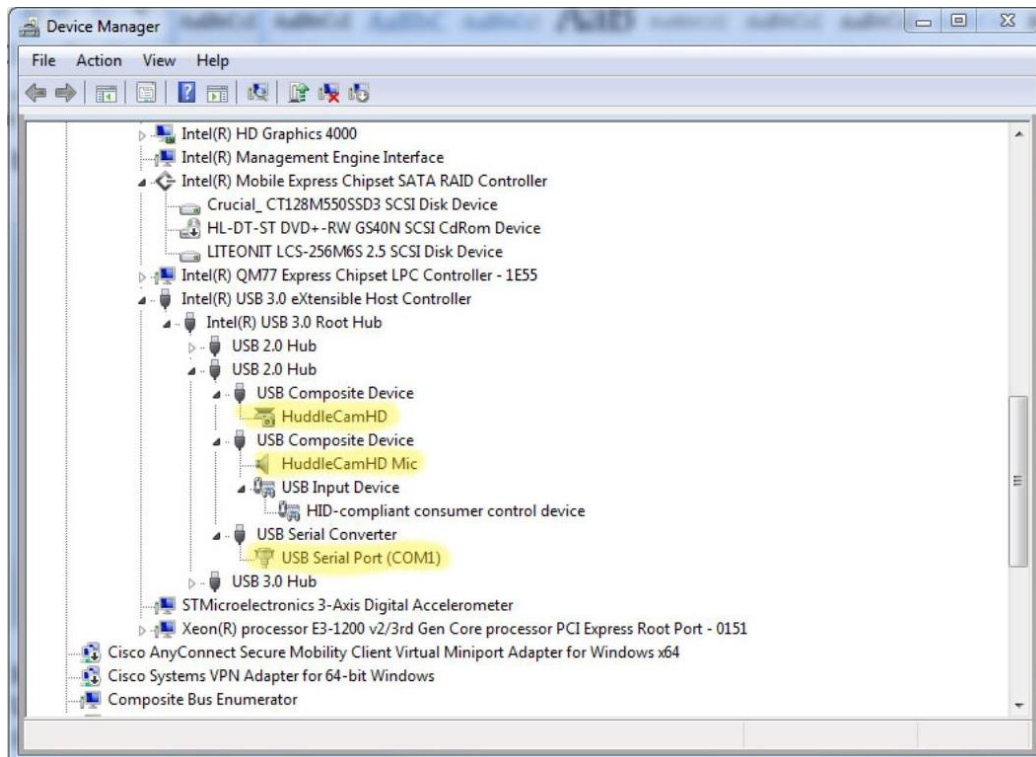 Device Manager
File Action View Help
Intel(R) HD Graphics 4000
Intel(R) Management Engine Interface
Intel(R) Mobile Express Chipset SATA RAID Controller
Crucial_ CT128M550SSD3 SCSI Disk Device
HL-DT-ST DVD+-RW GS40N SCSI CdRom Device
LITEONIT LCS-256M6S 2.5 SCSI Disk Device
Intel(R) QM77 Express Chipset LPC Controller - 1E55
Intel(R) USB 3.0 eXtensible Host Controller
Intel(R) USB 3.0 Root Hub
USB 2.0 Hub
USB 2.0 Hub
USB Composite Device
HuddleCamHD
USB Composite Device
HuddleCamHD Mic
USB Input Device
HID-compliant consumer control device
USB Serial Converter
USB Serial Port (COM1)
USB 3.0 Hub
STMicroelectronics 3-Axis Digital Accelerometer
Xeon(R) processor E3-1200 v2/3rd Gen Core processor PCI Express Root Port - 0151
Cisco AnyConnect Secure Mobility Client Virtual Miniport Adapter for Windows x64
Cisco Systems VPN Adapter for 64-bit Windows
Composite Bus Enumerator